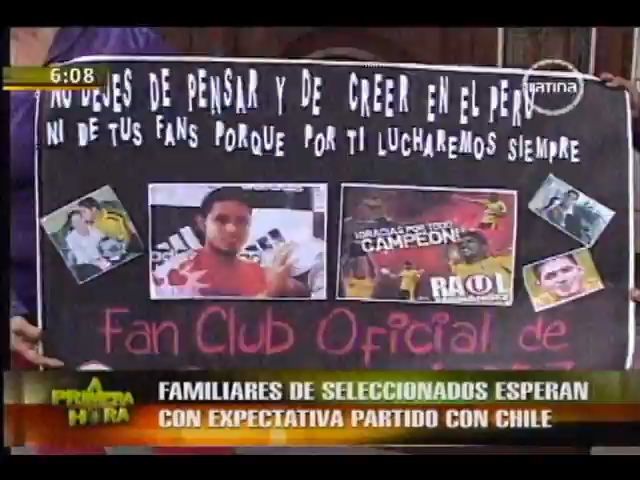 6:08
NO DEJES DE PENSAR Y DE CREER EN EL PERU
latina
NI DE TUS FANS PORQUE POR TI LUCHAREMOS SIEMPRE
¡GRACIAS POR TODO
CAMPEON!
RAUL
Fan Club Oficial de
A
PRIMERA
HORA
FAMILIARES DE SELECCIONADOS ESPERAN
CON EXPECTATIVA PARTIDO CON CHILE